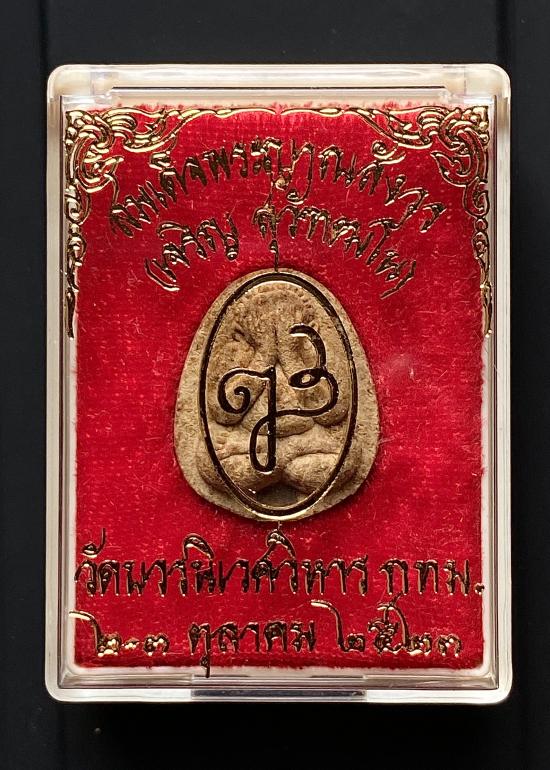 สมเด็จพระญาณสังวร
(เจริญ สุวัฑฒโน)
วัดบวรนิเวศวิหาร กทม.
๒-๓ ตุลาคม ๒๕๒๓